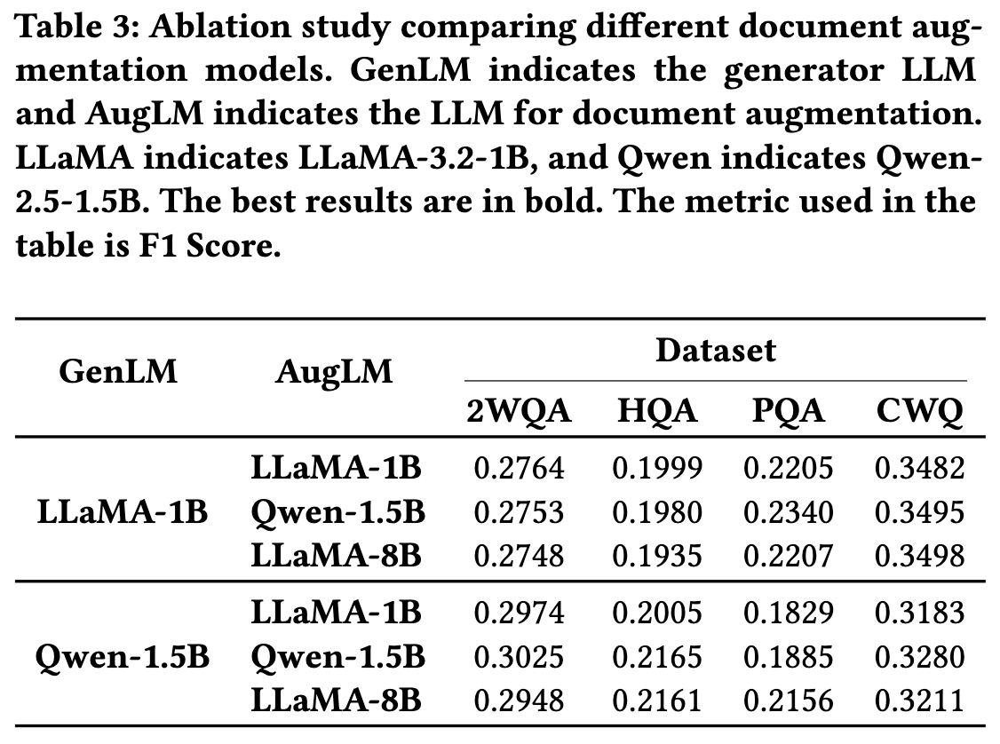 Table 3: Ablation study comparing different document aug-
mentation models. GenLM indicates the generator LLM
and AugLM indicates the LLM for document augmentation.
LLaMA indicates LLaMA-3.2-1B, and Qwen indicates Qwen-
2.5-1.5B. The best results are in bold. The metric used in the
table is F1 Score.
GenLM AugLM Dataset
2WQA HQA PQA CWQ
LLaMA-1B 0.2764 0.1999 0.2205 0.3482
LLaMA-1B Qwen-1.5B 0.2753 0.1980 0.2340 0.3495
LLaMA-8B 0.2748 0.1935 0.2207 0.3498
LLaMA-1B 0.2974 0.2005 0.1829 0.3183
Qwen-1.5B Qwen-1.5B 0.3025 0.2165 0.1885 0.3280
LLaMA-8B 0.2948 0.2161 0.2156 0.3211